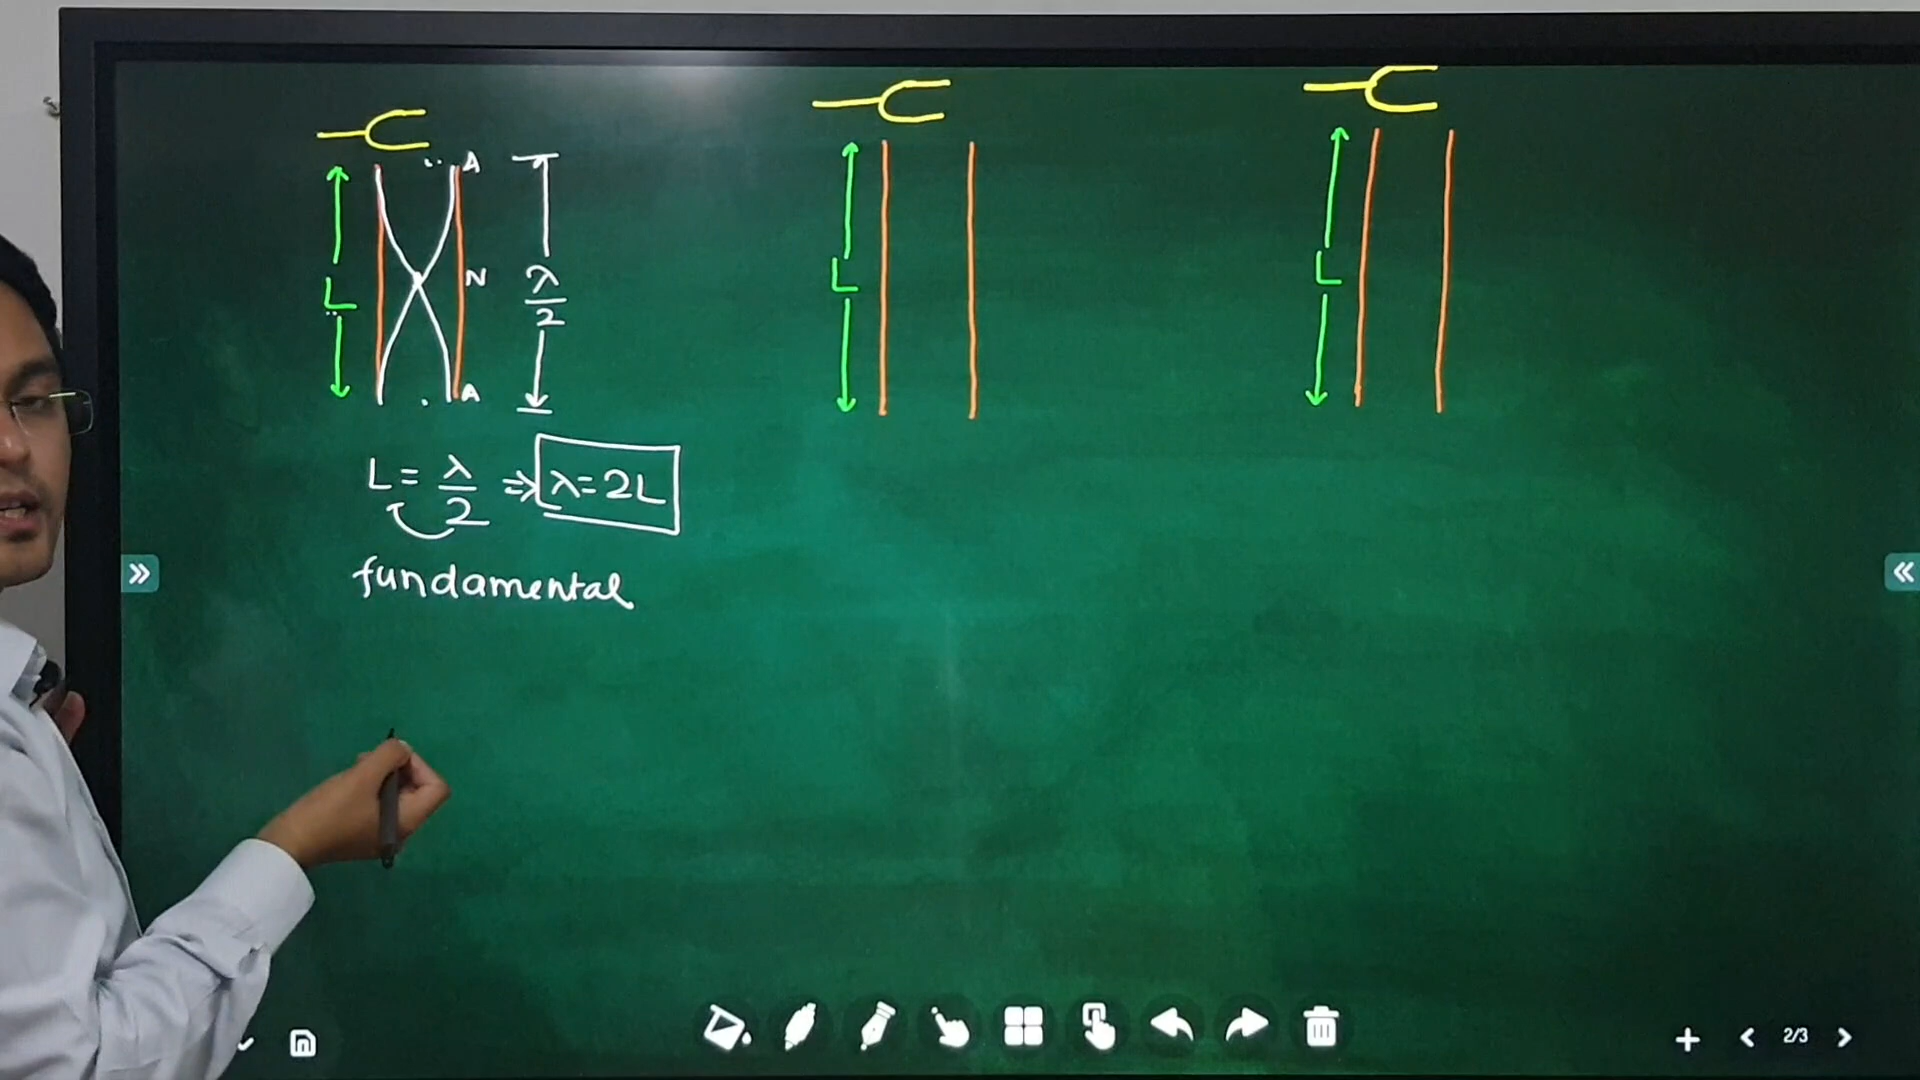 A
L
N
λ/2
A
L = λ/2 ⇒ λ=2L
fundamental
L
L
2/3